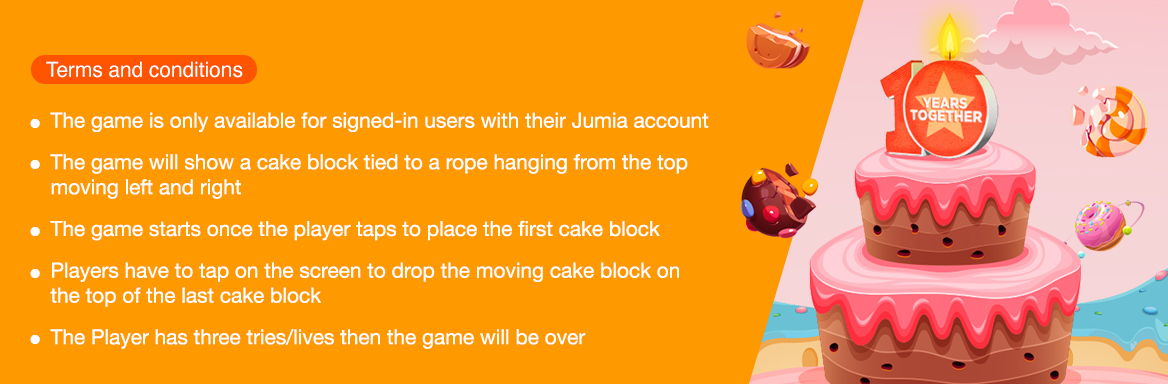 Terms and conditions
The game is only available for signed-in users with their Jumia account
The game will show a cake block tied to a rope hanging from the top
moving left and right
The game starts once the player taps to place the first cake block
Players have to tap on the screen to drop the moving cake block on
the top of the last cake block
The Player has three tries/lives then the game will be over
10
YEARS
TOGETHER